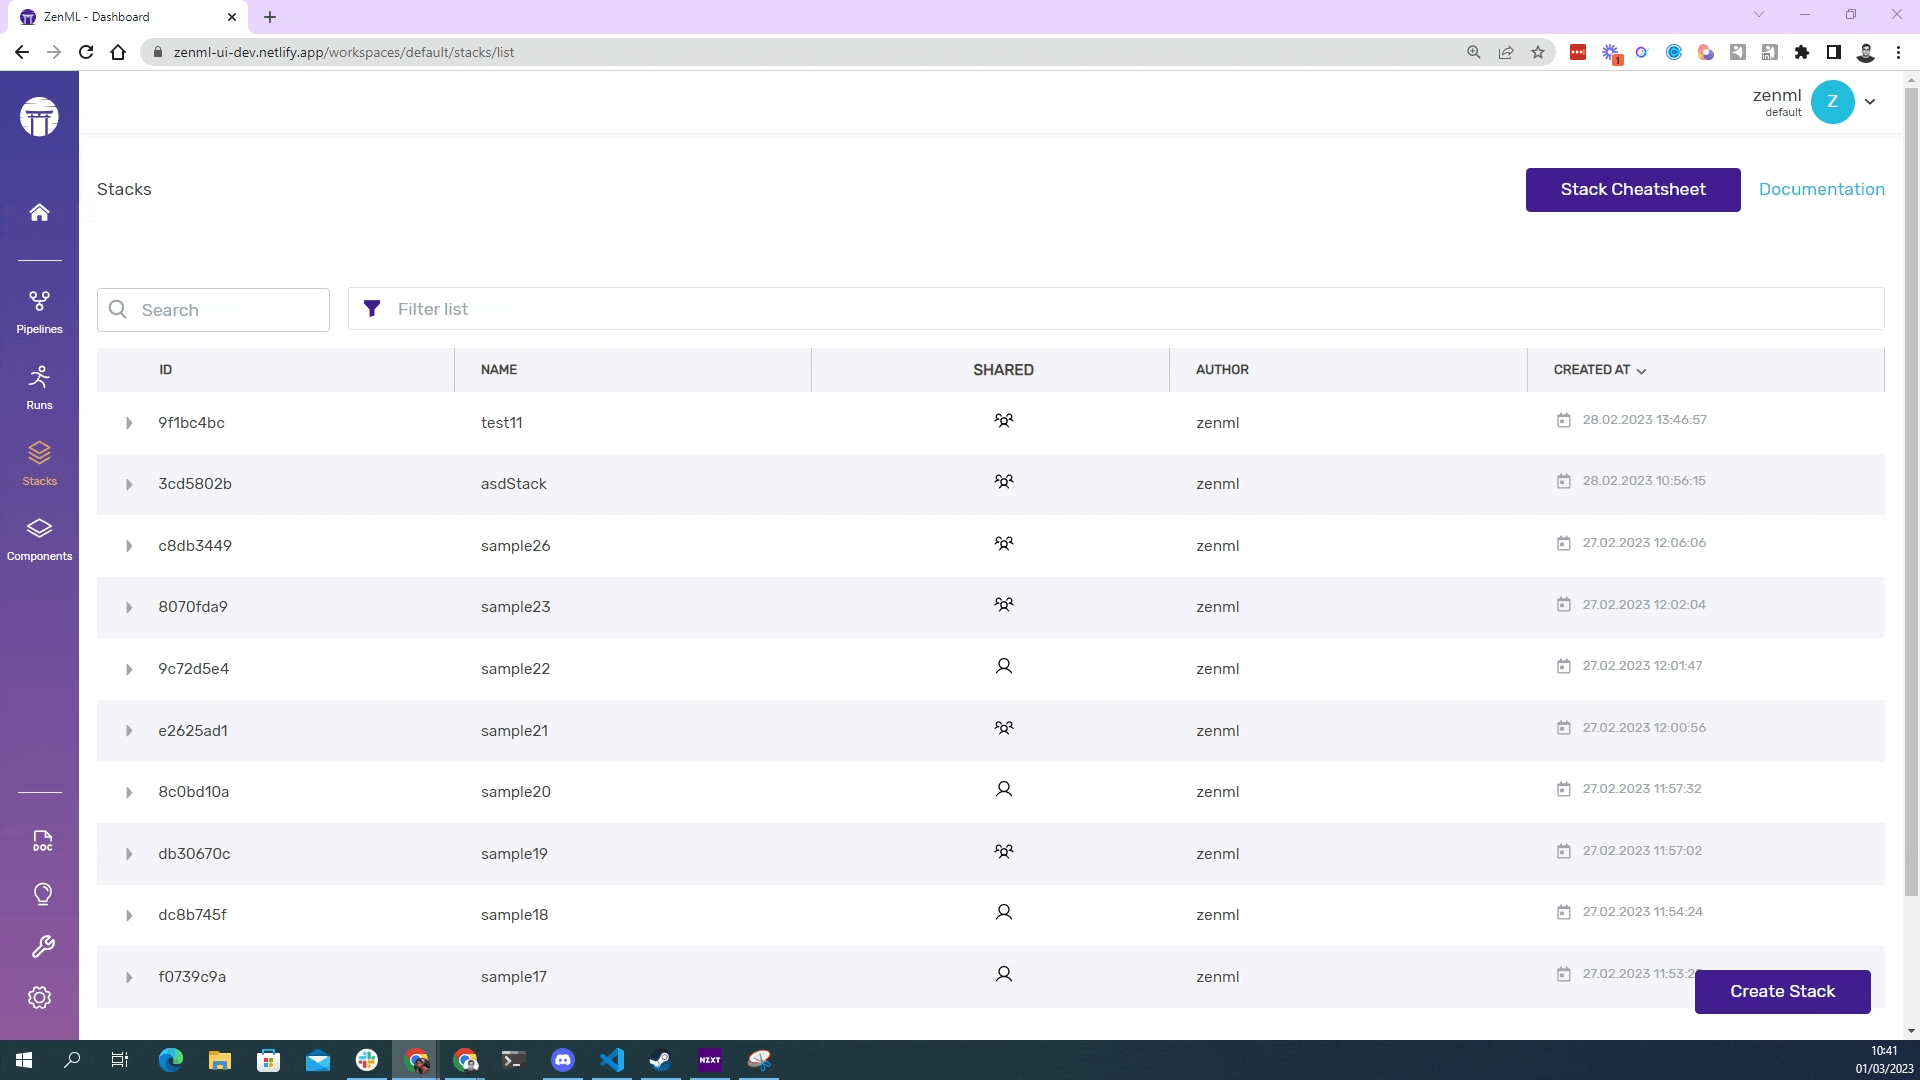 ZenML - Dashboard
zenml-ui-dev.netlify.app/workspaces/default/stacks/list
1
zenml
default
Z
Stacks
Stack Cheatsheet
Documentation
Search
Filter list
Pipelines
Runs
Stacks
Components
DOC
ID NAME SHARED AUTHOR CREATED AT
9f1bc4bc test11 zenml 28.02.2023 13:46:57
3cd5802b asdStack zenml 28.02.2023 10:56:15
c8db3449 sample26 zenml 27.02.2023 12:06:06
8070fda9 sample23 zenml 27.02.2023 12:02:04
9c72d5e4 sample22 zenml 27.02.2023 12:01:47
e2625ad1 sample21 zenml 27.02.2023 12:00:56
8c0bd10a sample20 zenml 27.02.2023 11:57:32
db30670c sample19 zenml 27.02.2023 11:57:02
dc8b745f sample18 zenml 27.02.2023 11:54:24
f0739c9a sample17 zenml 27.02.2023
Create Stack
NZXT
10:41
01/03/2023